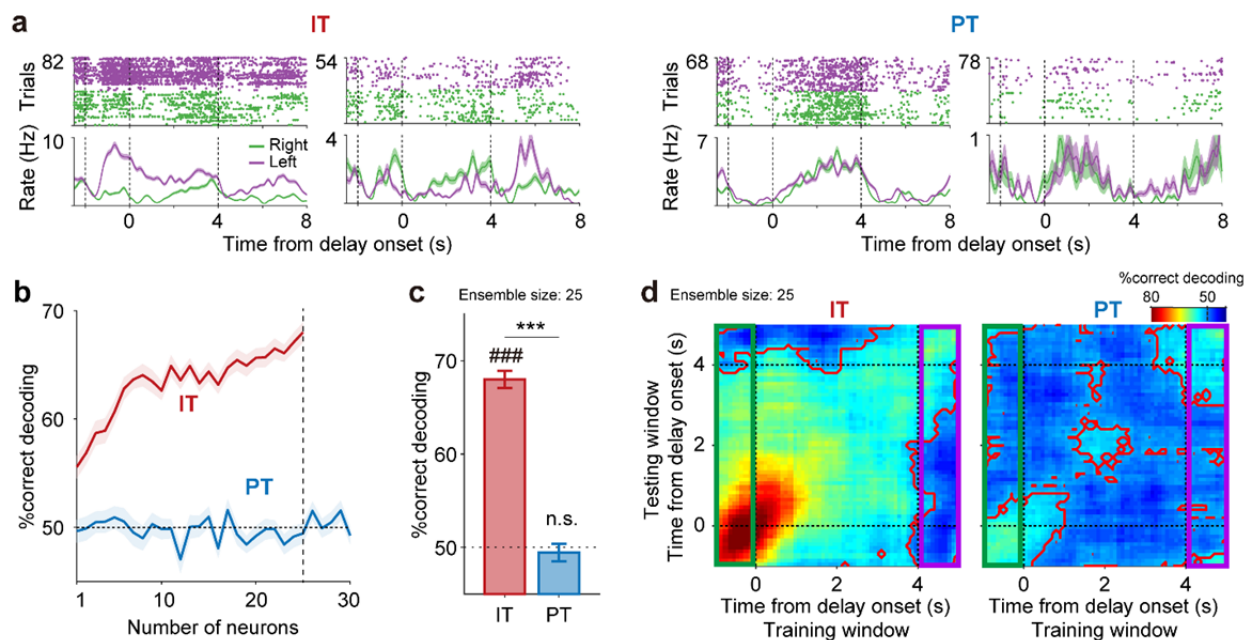 a
IT
PT
82
54
68
78
Trials
Rate (Hz)
10
Right
Left
4
7
Rate (Hz)
1
0 4 8
0 4 8
0 4 8
0 4 8
Time from delay onset (s)
Time from delay onset (s)
b
%correct decoding
70
60
50
IT
PT
1 10 20 30
Number of neurons
c
Ensemble size: 25
%correct decoding
70
60
50
***
###
n.s.
IT PT
d
Ensemble size: 25
IT
PT
%correct decoding
80 50
Testing window
Time from delay onset (s)
4
2
0
0 2 4
0 2 4
Time from delay onset (s)
Training window
Time from delay onset (s)
Training window